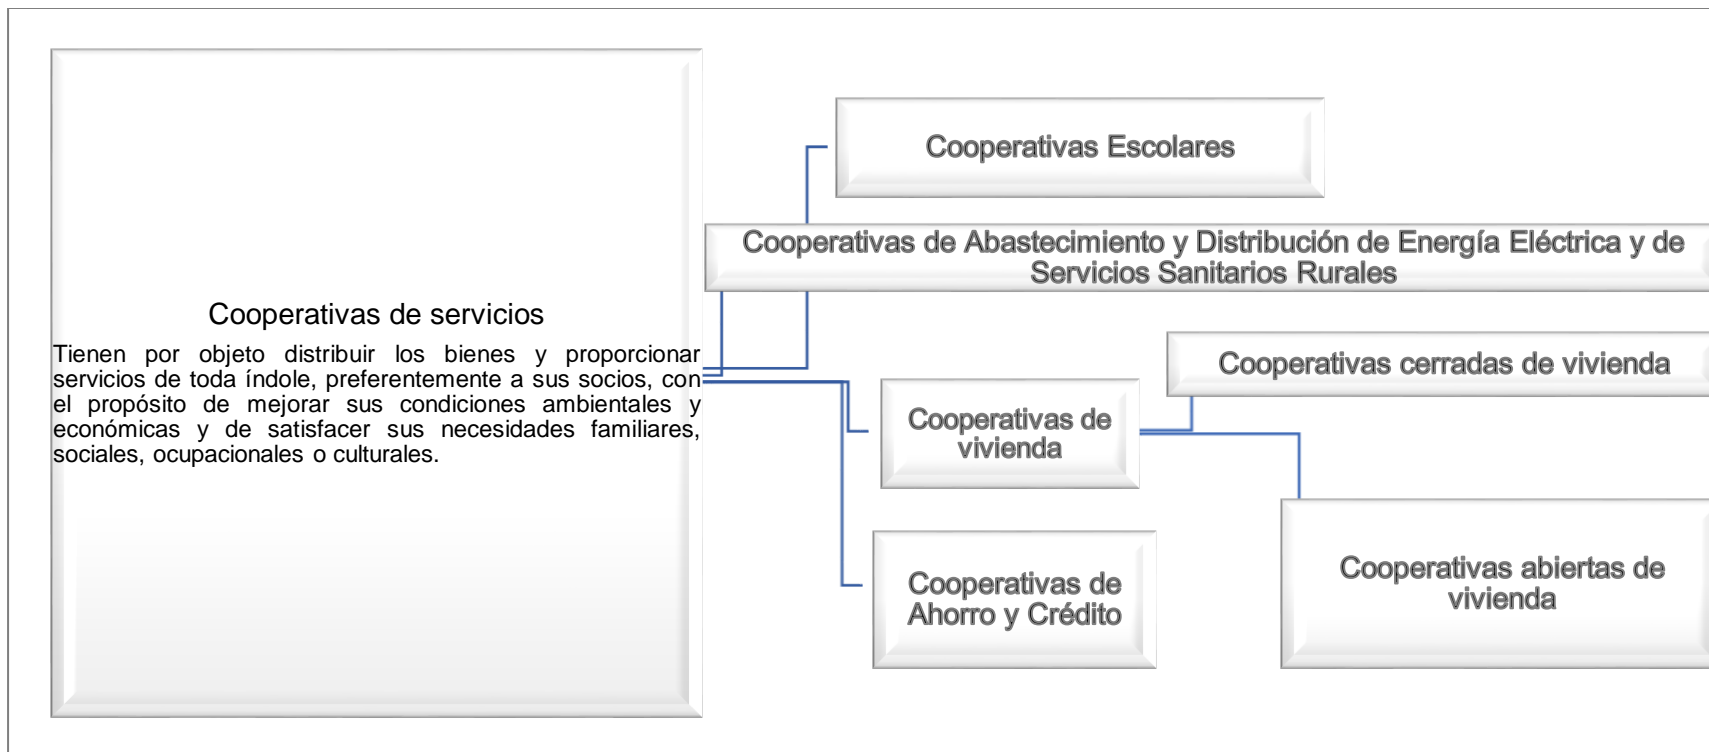 Cooperativas de servicios
Tienen por objeto distribuir los bienes y proporcionar
servicios de toda índole, preferentemente a sus socios, con
el propósito de mejorar sus condiciones ambientales y
económicas y de satisfacer sus necesidades familiares,
sociales, ocupacionales o culturales.
Cooperativas Escolares
Cooperativas de Abastecimiento y Distribución de Energía Eléctrica y de
Servicios Sanitarios Rurales
Cooperativas de
vivienda
Cooperativas cerradas de vivienda
Cooperativas abiertas de
vivienda
Cooperativas de
Ahorro y Crédito